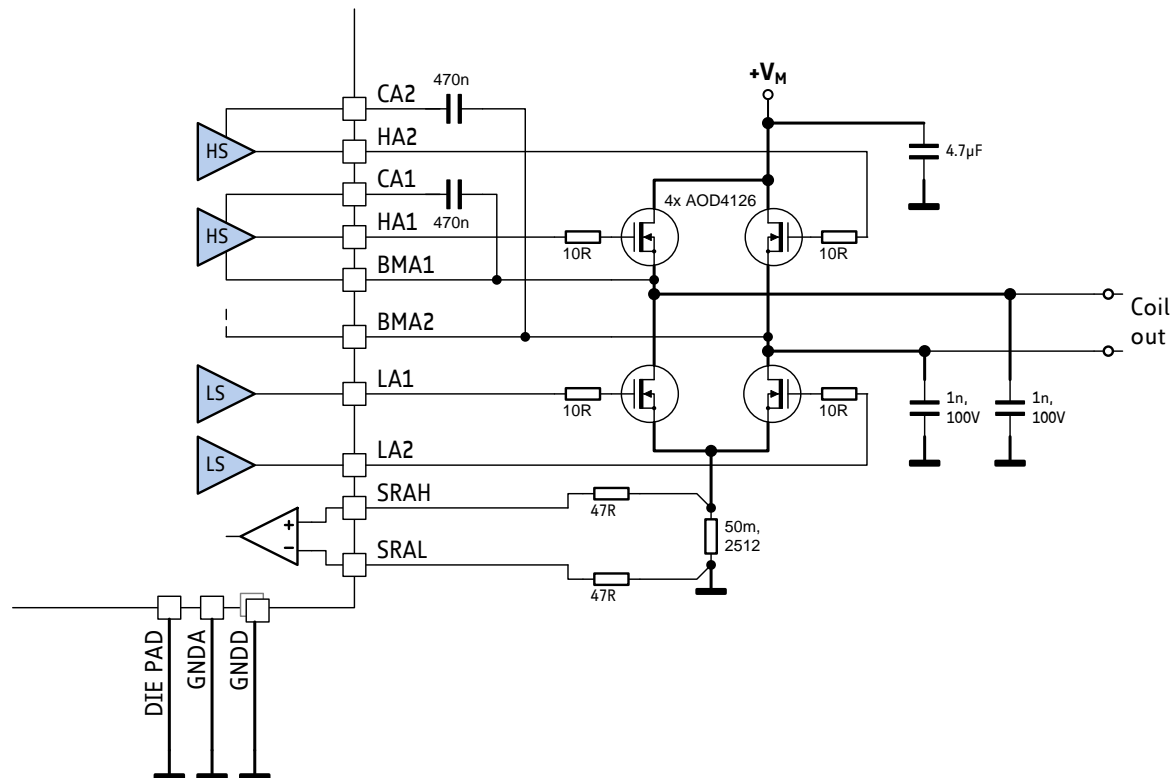 +VM
470n
CA2
HS
HA2
4.7µF
CA1
470n
4x AOD4126
HS
HA1
10R
10R
BMA1
Coil
out
BMA2
LS
LA1
10R
10R
1n,
100V
1n,
100V
LS
LA2
SRAH
47R
+
−
50m,
2512
SRAL
47R
DIE PAD
GNDA
GNDD